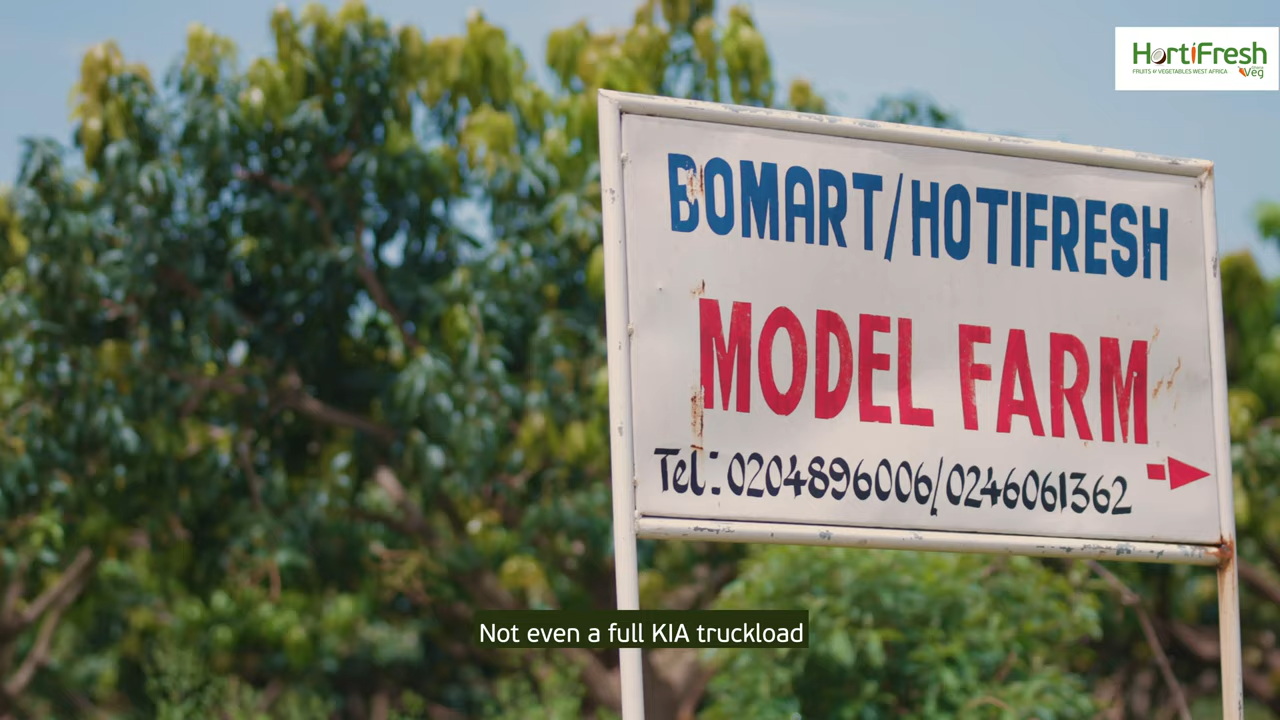 HortiFresh
FRUITS & VEGETABLES WEST AFRICA
Veg
BOMART/HOTIFRESH
MODEL FARM
Tel: 0204896006/0246061362
Not even a full KIA truckload